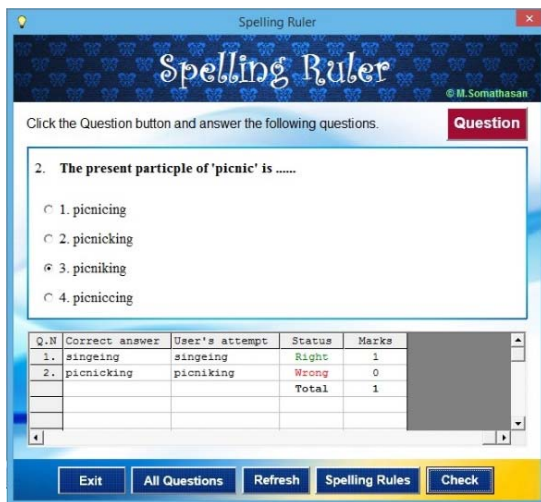 Spelling Ruler
Spelling Ruler
© M.Somathasan
Click the Question button and answer the following questions.
Question
2. The present particple of 'picnic' is ......
1. picnicing
2. picnicking
3. picniking
4. picniccing
Q.N Correct answer User's attempt Status Marks
1. singeing singeing Right 1
2. picnicking picniking Wrong 0
Total 1
Exit All Questions Refresh Spelling Rules Check